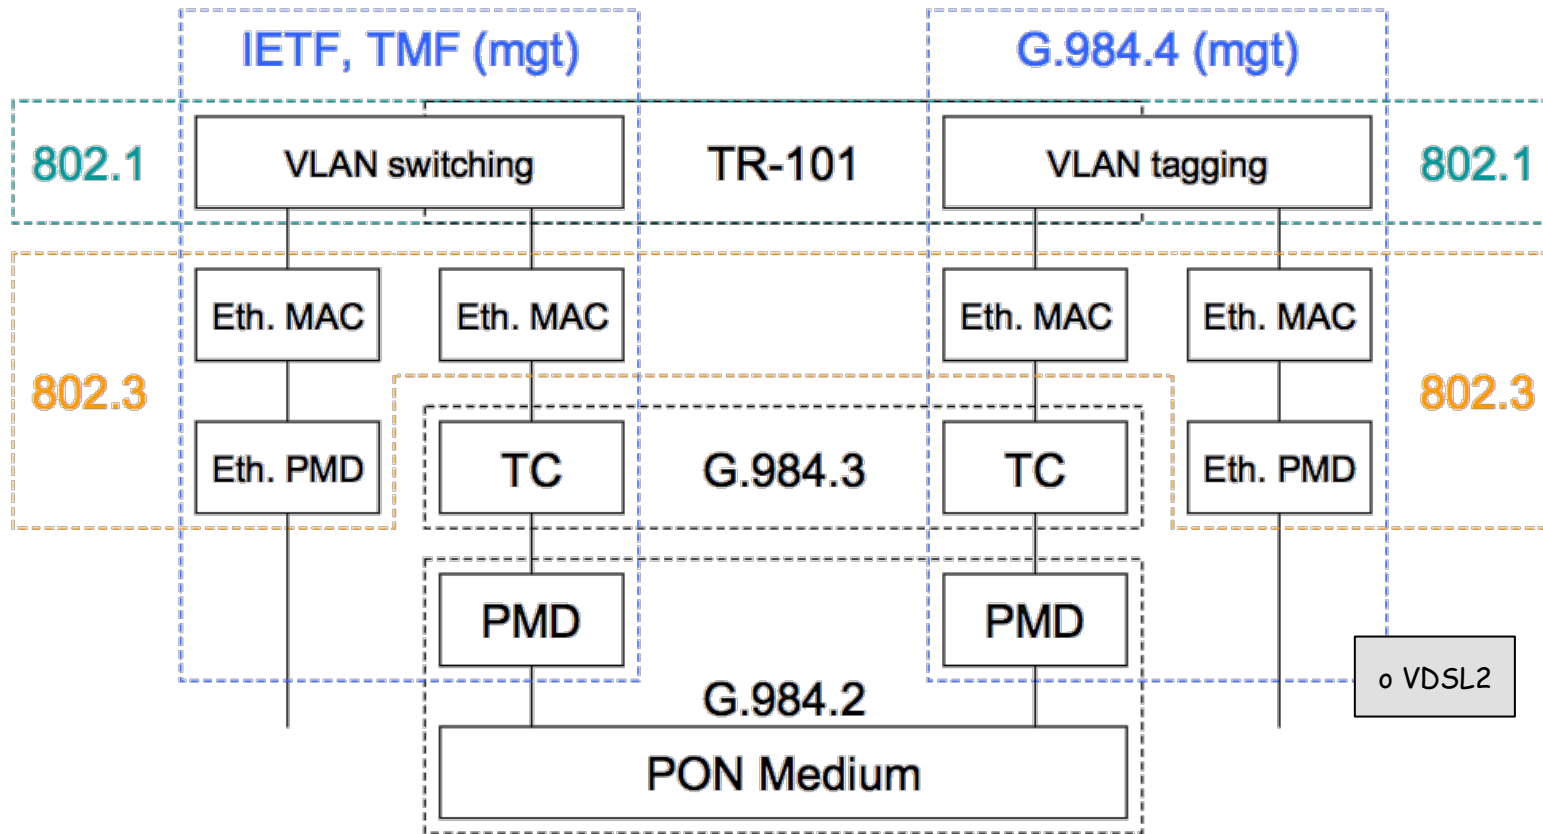 IETF, TMF (mgt)
G.984.4 (mgt)
802.1
VLAN switching
TR-101
VLAN tagging
802.1
Eth. MAC
Eth. MAC
Eth. MAC
Eth. MAC
802.3
802.3
Eth. PMD
TC
G.984.3
TC
Eth. PMD
PMD
PMD
o VDSL2
G.984.2
PON Medium